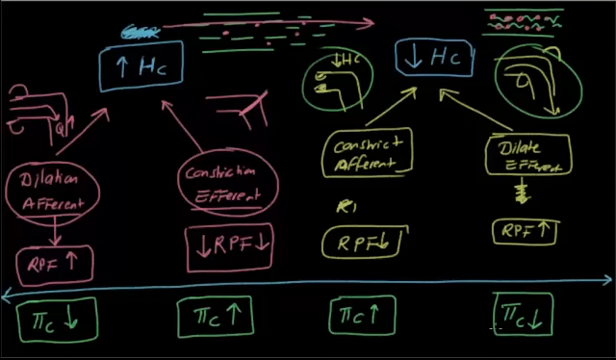 ↑ Hc
↓ Hc
↓Hc
Q↑
Dilation
Afferent
Constriction
Efferent
Constrict
Afferent
Dilate
Efferent
RPF ↑
↓RPF↓
RPF↓
RPF↑
πc ↓
πc ↑
πc ↑
πc ↓